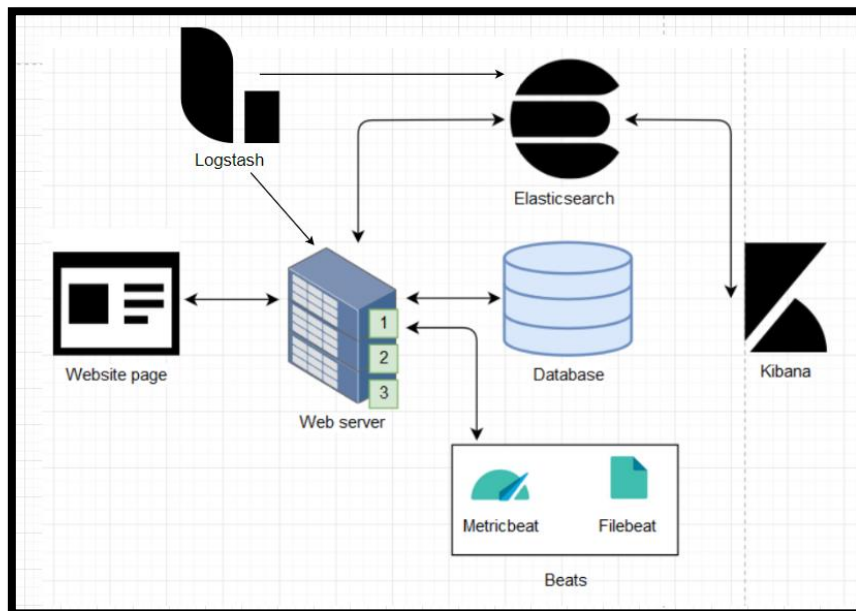 Logstash
Elasticsearch
Website page
1
2
3
Web server
Database
Kibana
Metricbeat
Filebeat
Beats